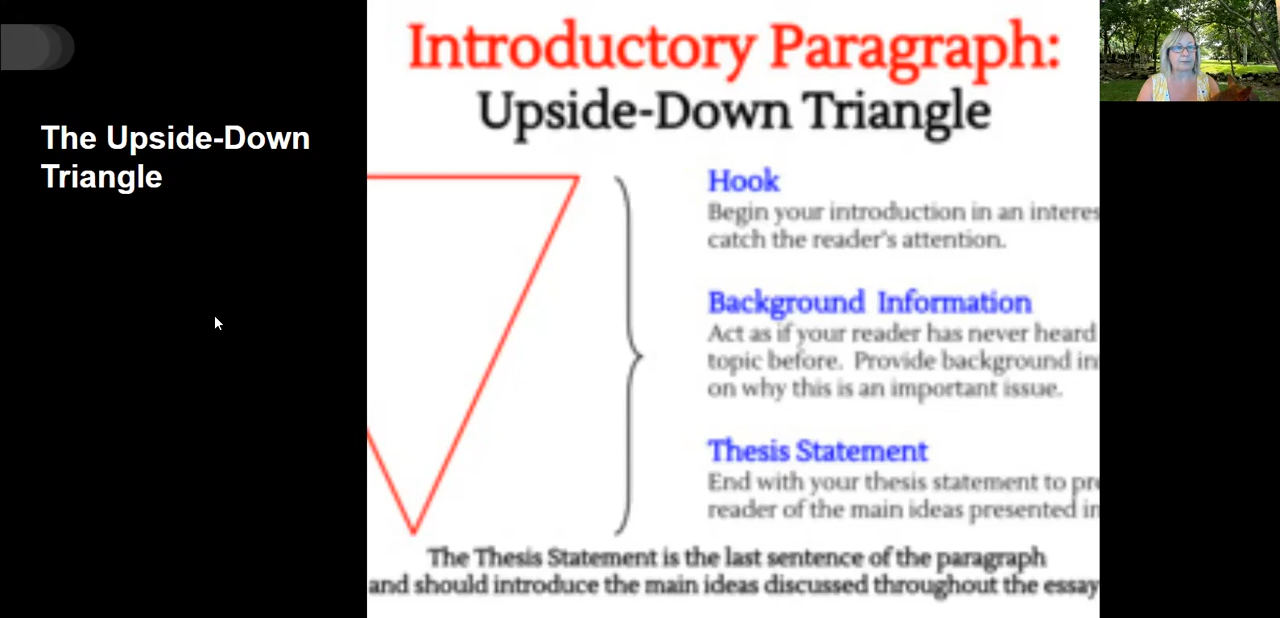 The Upside-Down
Triangle
Introductory Paragraph:
Upside-Down Triangle
Hook
Begin your introduction in an interes
catch the reader's attention.
Background Information
Act as if your reader has never heard
topic before. Provide background in
on why this is an important issue.
Thesis Statement
End with your thesis statement to pre
reader of the main ideas presented in
The Thesis Statement is the last sentence of the paragraph
and should introduce the main ideas discussed throughout the essay